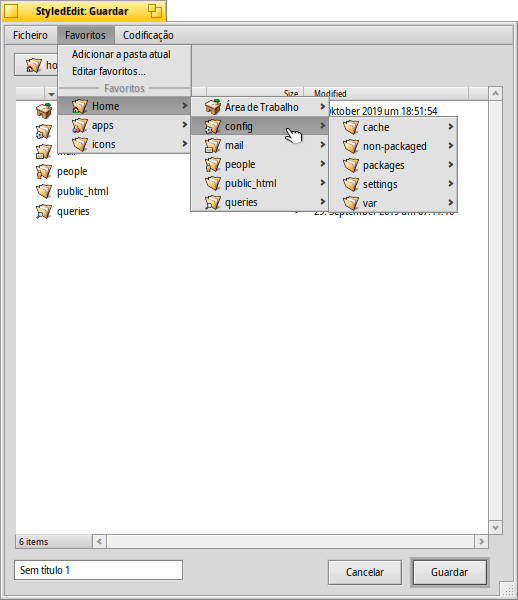 StyledEdit: Guardar
Ficheiro Favoritos Codificação
Adicionar a pasta atual
Editar favoritos...
Favoritos
Home
apps
icons
ho
Size Modified
Área de Trabalho
config
mail
people
public_html
queries
ktober 2019 um 18:51:54
cache
non-packaged
packages
settings
var
people
public_html
queries
6 items
Sem título 1
Cancelar Guardar